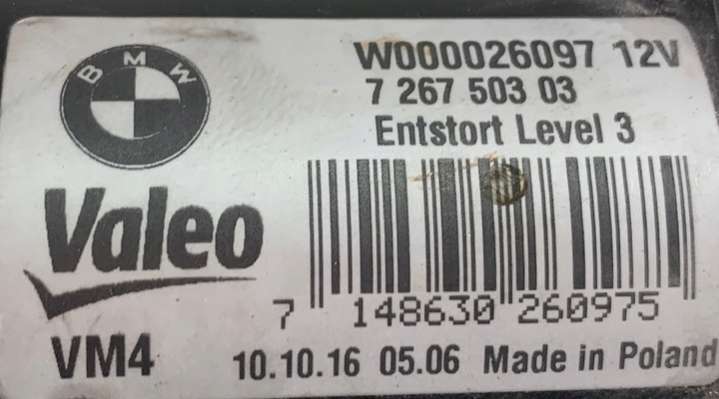 BMW
W000026097 12V
7 267 503 03
Entstort Level 3
Valeo
7 148630 260975
VM4
10.10.16 05.06 Made in Poland